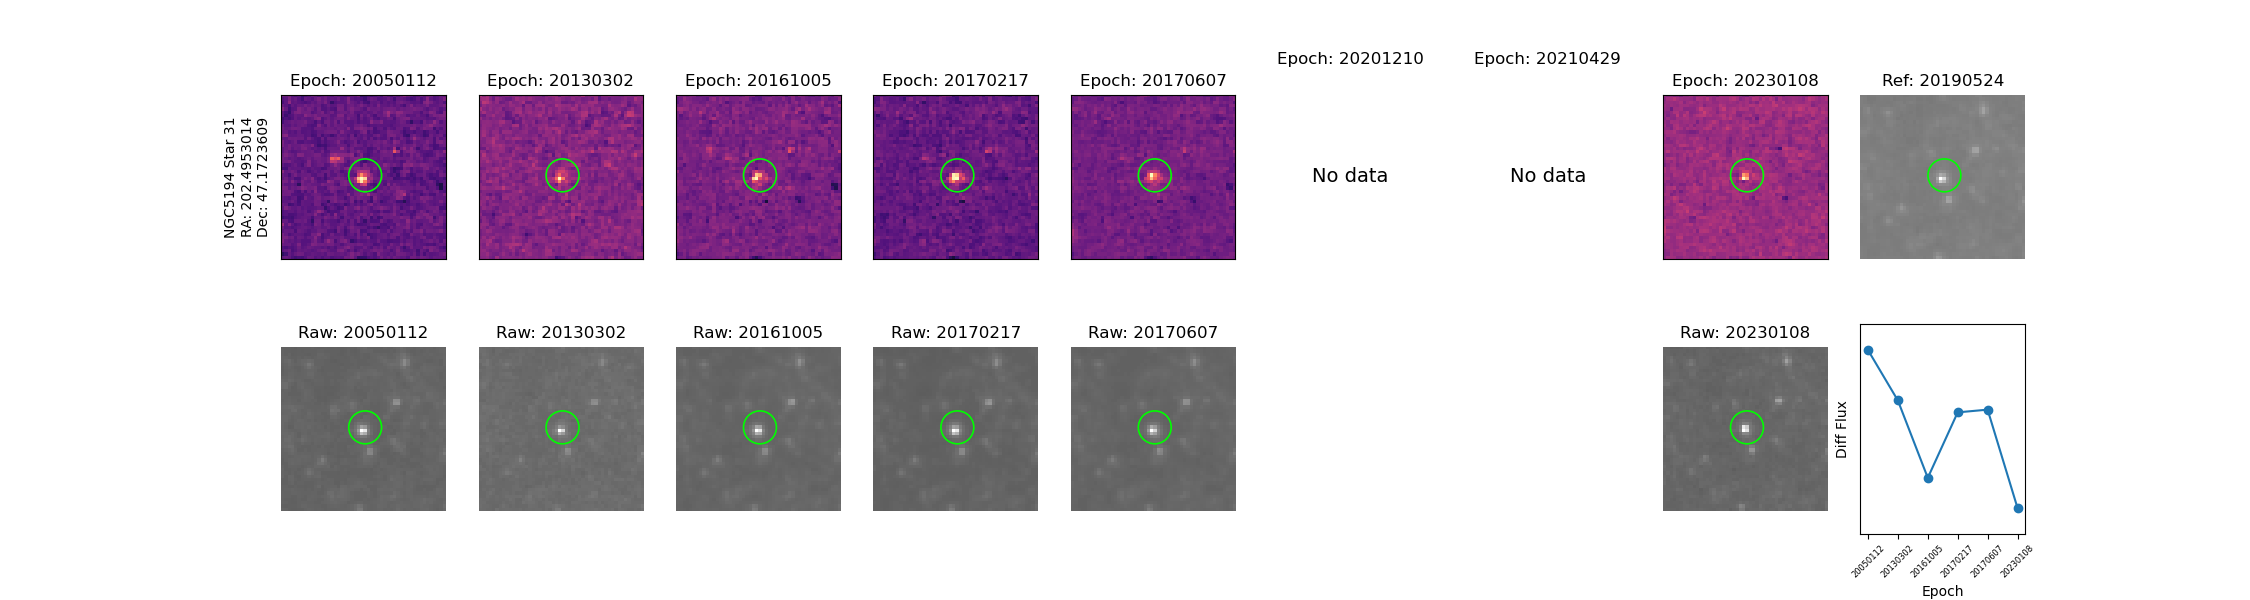 Epoch: 20201210
Epoch: 20210429
Epoch: 20050112
Epoch: 20130302
Epoch: 20161005
Epoch: 20170217
Epoch: 20170607
Epoch: 20230108
Ref: 20190524
NGC5194 Star 31
RA: 202.4953014
Dec: 47.1723609
No data
No data
Raw: 20050112
Raw: 20130302
Raw: 20161005
Raw: 20170217
Raw: 20170607
Raw: 20230108
Diff Flux
20050112
20130302
20161005
20170217
20170607
20230108
Epoch